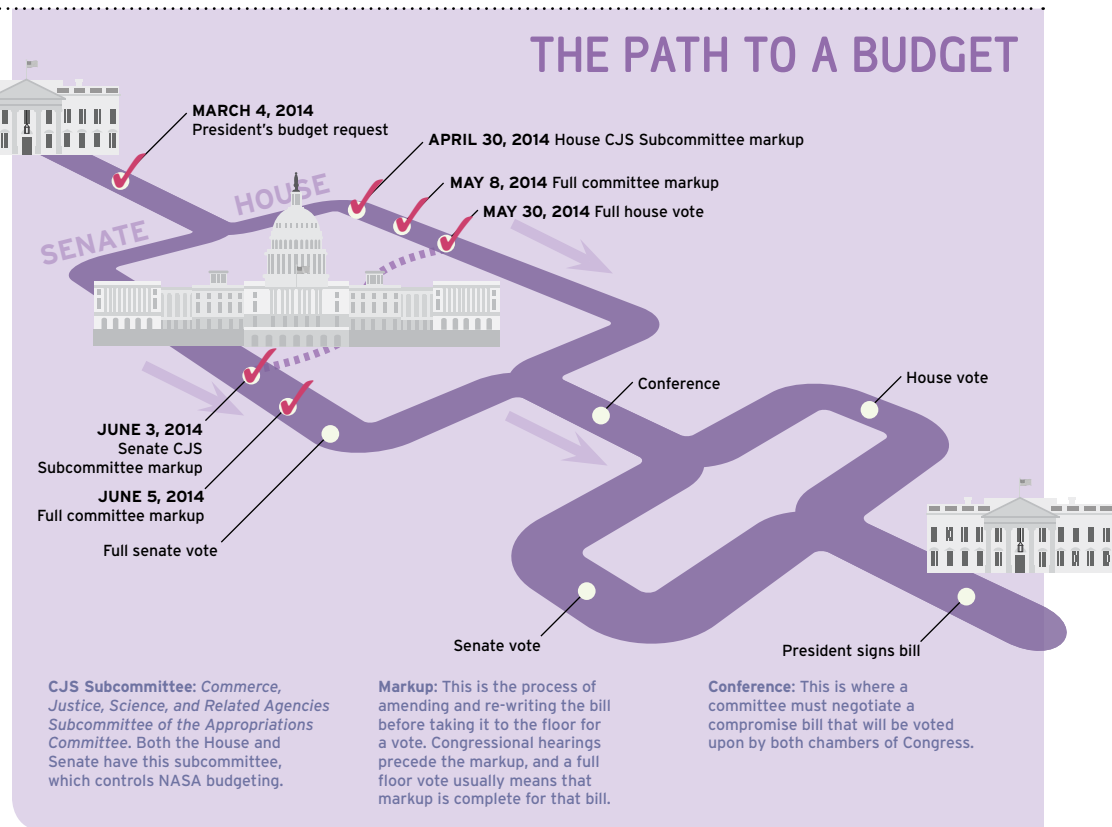 THE PATH TO A BUDGET
MARCH 4, 2014
President's budget request
APRIL 30, 2014 House CJS Subcommittee markup
MAY 8, 2014 Full committee markup
MAY 30, 2014 Full house vote
HOUSE
SENATE
JUNE 3, 2014
Senate CJS
Subcommittee markup
JUNE 5, 2014
Full committee markup
Full senate vote
Conference
House vote
Senate vote
President signs bill
CJS Subcommittee: Commerce,
Justice, Science, and Related Agencies
Subcommittee of the Appropriations
Committee. Both the House and
Senate have this subcommittee,
which controls NASA budgeting.
Markup: This is the process of
amending and re-writing the bill
before taking it to the floor for
a vote. Congressional hearings
precede the markup, and a full
floor vote usually means that
markup is complete for that bill.
Conference: This is where a
committee must negotiate a
compromise bill that will be voted
upon by both chambers of Congress.